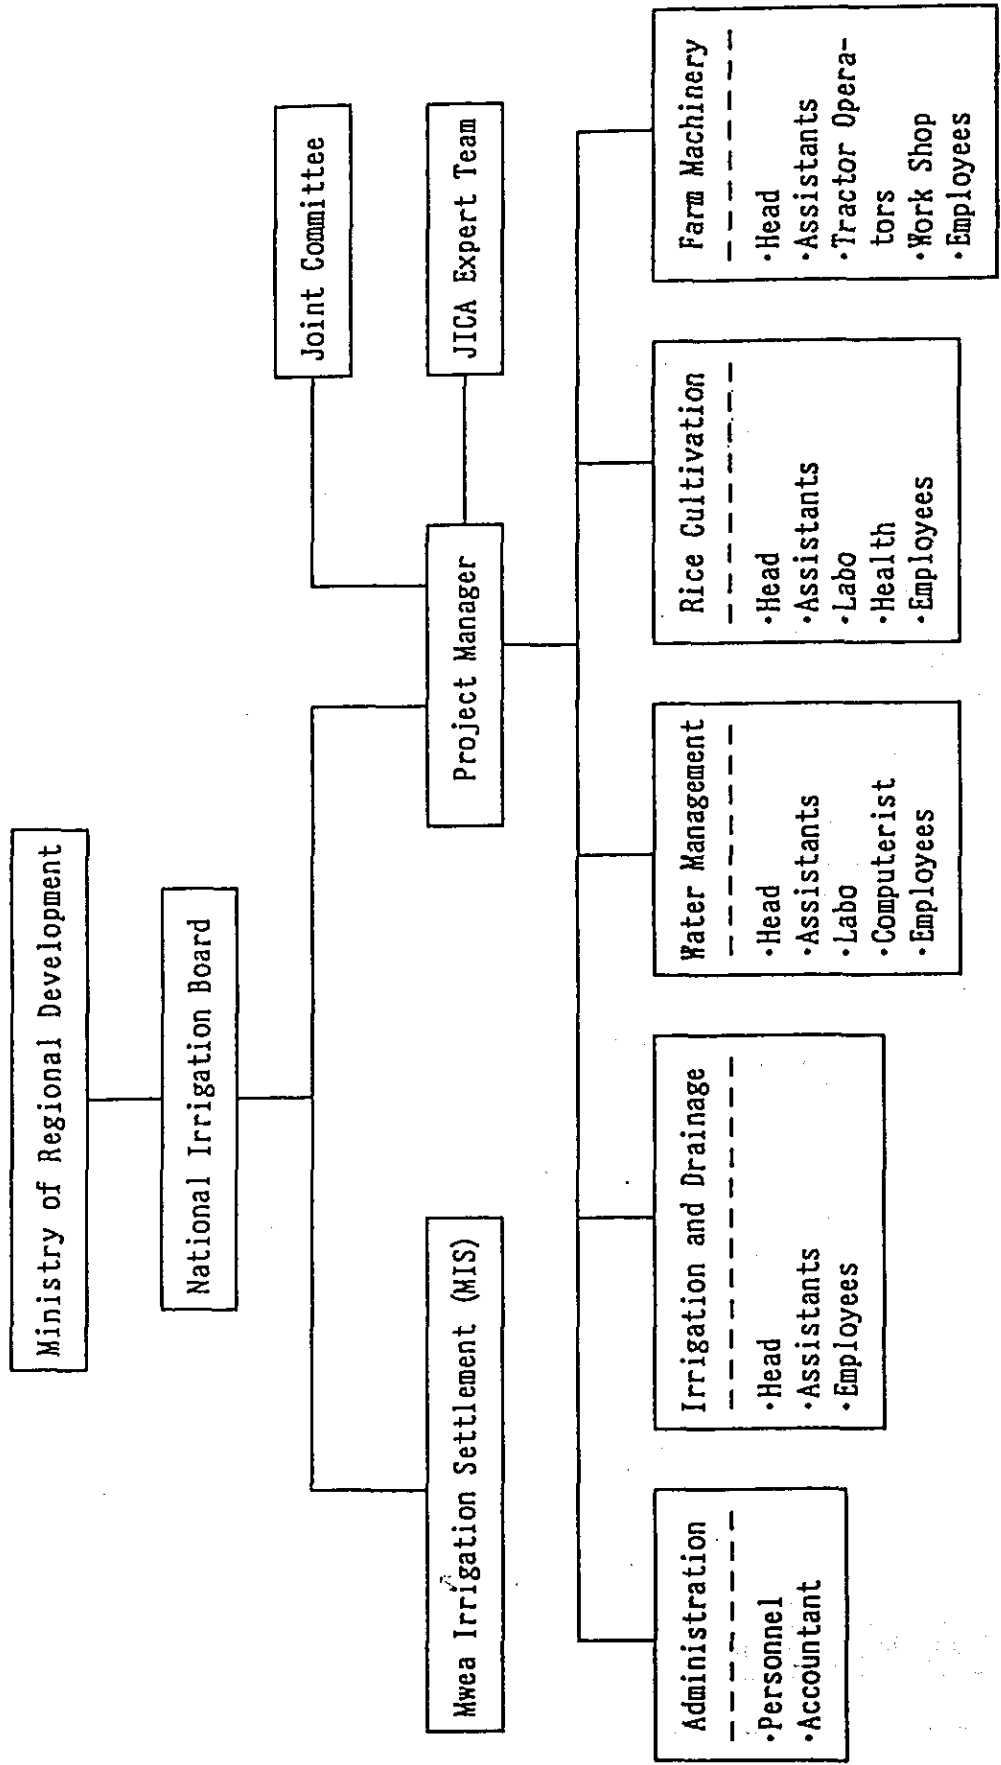 Ministry of Regional Development
National Irrigation Board
Joint Committee
Mwea Irrigation Settlement (MIS)
Project Manager
JICA Expert Team
Administration
·Personnel
·Accountant
Irrigation and Drainage
·Head
·Assistants
·Employees
Water Management
·Head
·Assistants
·Labo
·Computerist
·Employees
Rice Cultivation
·Head
·Assistants
·Labo
·Health
·Employees
Farm Machinery
·Head
·Assistants
·Tractor Opera-
tors
·Work Shop
·Employees